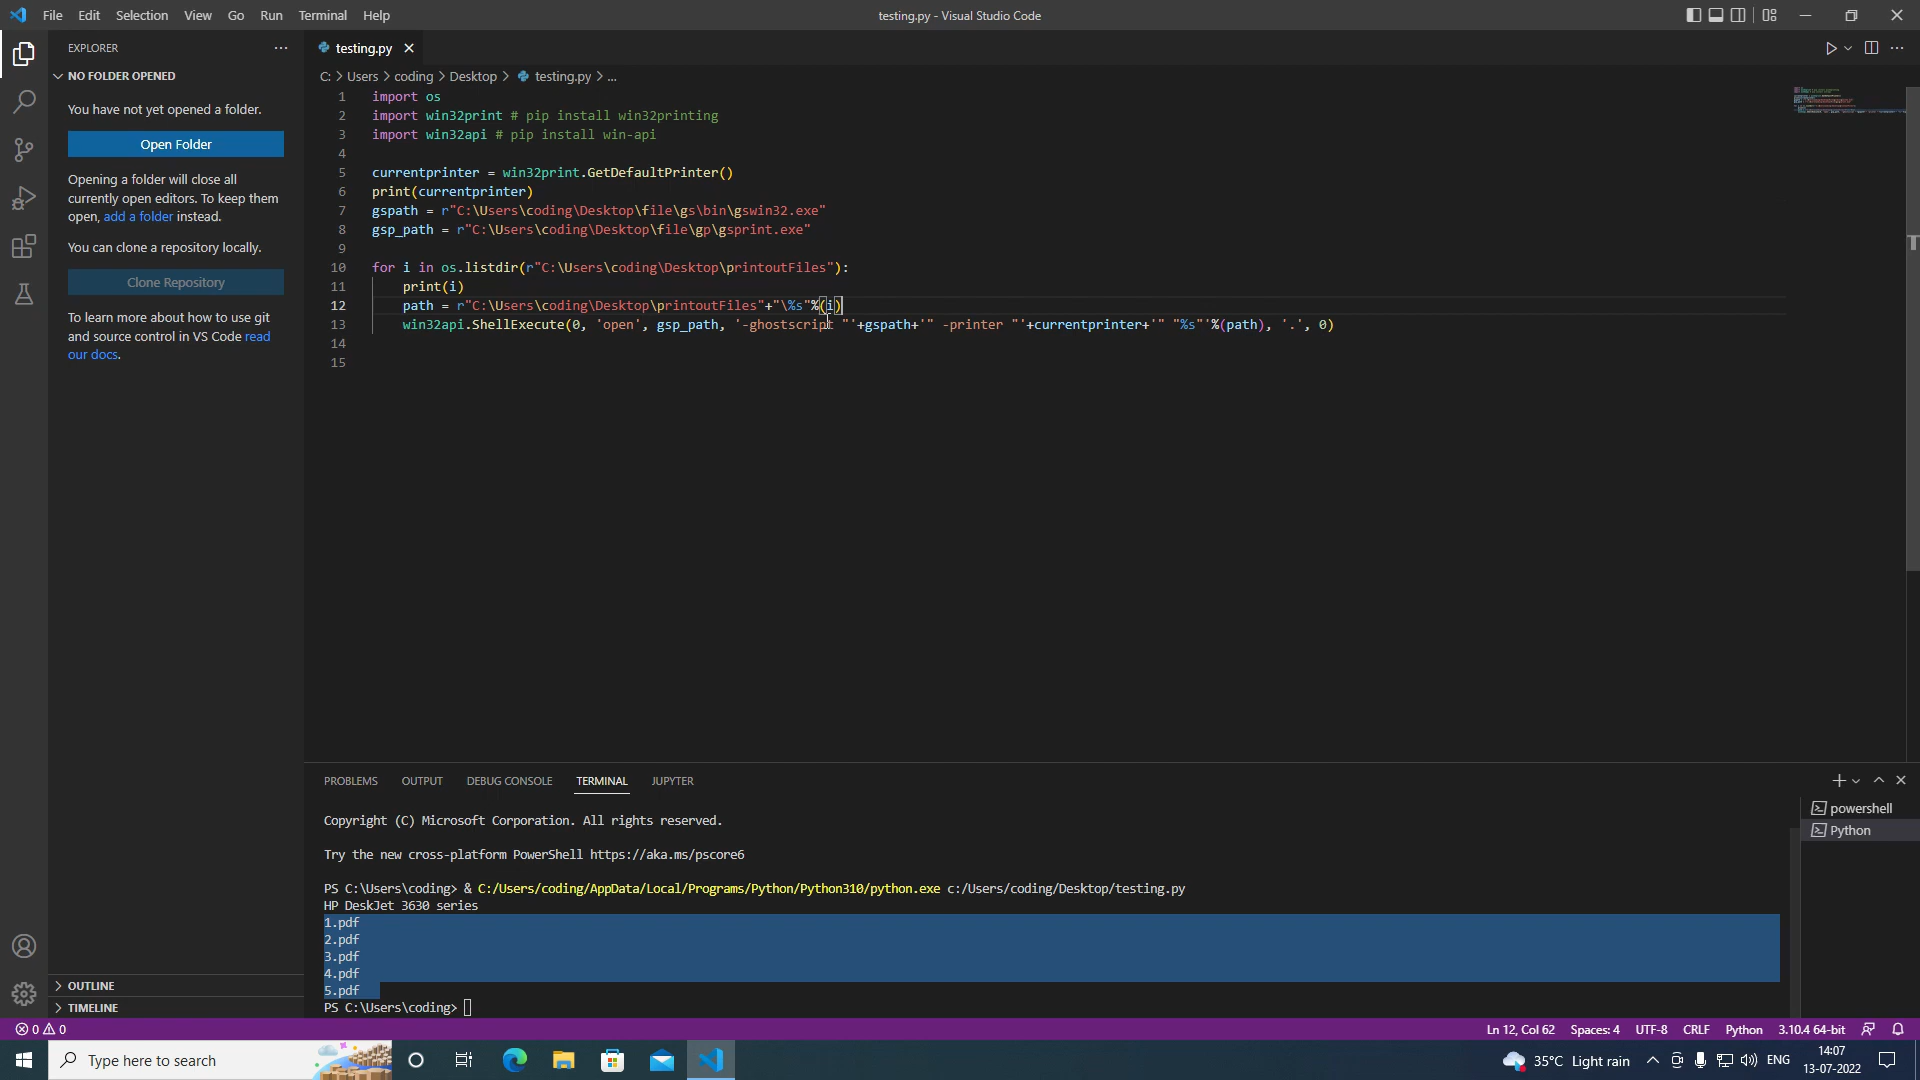 File Edit Selection View Go Run Terminal Help
testing.py - Visual Studio Code
EXPLORER
NO FOLDER OPENED
You have not yet opened a folder.
Open Folder
Opening a folder will close all
currently open editors. To keep them
open, add a folder instead.
You can clone a repository locally.
Clone Repository
To learn more about how to use git
and source control in VS Code read
our docs.
OUTLINE
TIMELINE
testing.py
C: > Users > coding > Desktop > testing.py > ...
1 import os
2 import win32print # pip install win32printing
3 import win32api # pip install win-api
4
5 currentprinter = win32print.GetDefaultPrinter()
6 print(currentprinter)
7 gspath = r"C:\Users\coding\Desktop\file\gs\bin\gswin32.exe"
8 gsp_path = r"C:\Users\coding\Desktop\file\gp\gsprint.exe"
9
10 for i in os.listdir(r"C:\Users\coding\Desktop\printoutFiles"):
11 print(i)
12 path = r"C:\Users\coding\Desktop\printoutFiles"+"\%s"%(i)
13 win32api.ShellExecute(0, 'open', gsp_path, '-ghostscript "'+gspath+'" -printer "'+currentprinter+'" "%s"'%(path), '.', 0)
14
15
PROBLEMS OUTPUT DEBUG CONSOLE TERMINAL JUPYTER
Copyright (C) Microsoft Corporation. All rights reserved.
Try the new cross-platform PowerShell https://aka.ms/pscore6
PS C:\Users\coding> & C:/Users/coding/AppData/Local/Programs/Python/Python310/python.exe c:/Users/coding/Desktop/testing.py
HP DeskJet 3630 series
1.pdf
2.pdf
3.pdf
4.pdf
5.pdf
PS C:\Users\coding>
powershell
Python
0 0
Ln 12, Col 62 Spaces: 4 UTF-8 CRLF Python 3.10.4 64-bit
Type here to search
35°C Light rain
ENG
14:07
13-07-2022